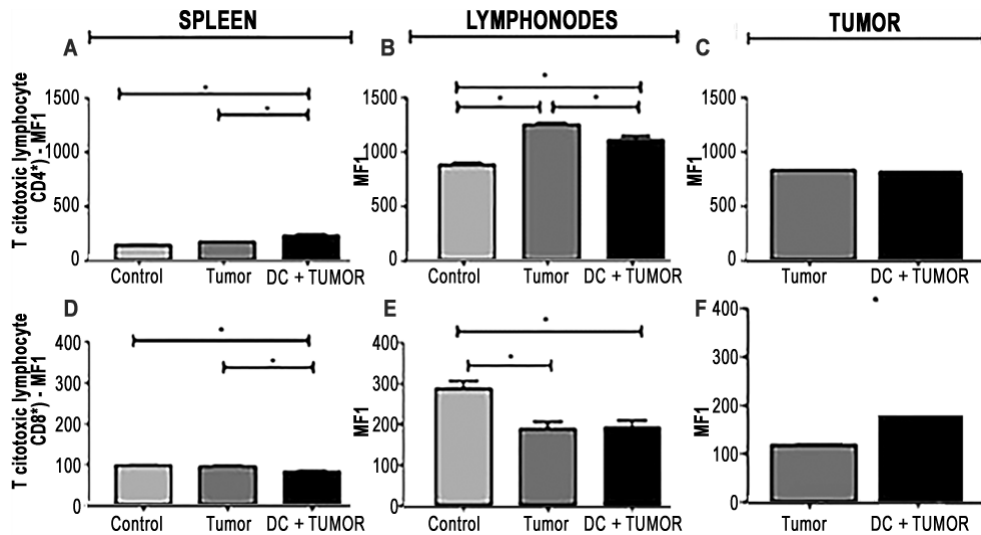 SPLEEN
LYMPHONODES
TUMOR
A
B
C
T citotoxic lymphocyte
CD4*) - MF1
1500
1000
500
0
Control
Tumor
DC + TUMOR
MF1
1500
1000
500
0
Control
Tumor
DC + TUMOR
MF1
1500
1000
500
0
Tumor
DC + TUMOR
D
E
F
T citotoxic lymphocyte
CD8*) - MF1
400
300
200
100
0
Control
Tumor
DC + TUMOR
MF1
400
300
200
100
0
Control
Tumor
DC + TUMOR
MF1
400
300
200
100
0
Tumor
DC + TUMOR